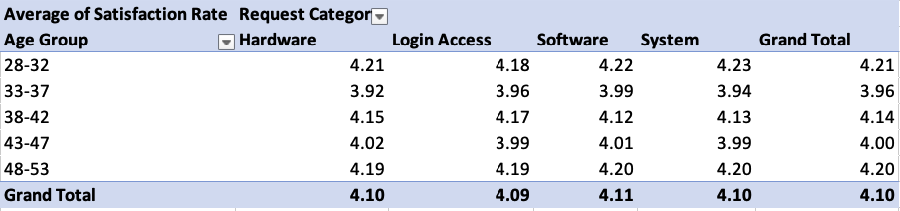 Average of Satisfaction Rate Request Categor
Age Group Hardware Login Access Software System Grand Total
28-32 4.21 4.18 4.22 4.23 4.21
33-37 3.92 3.96 3.99 3.94 3.96
38-42 4.15 4.17 4.12 4.13 4.14
43-47 4.02 3.99 4.01 3.99 4.00
48-53 4.19 4.19 4.20 4.20 4.20
Grand Total 4.10 4.09 4.11 4.10 4.10